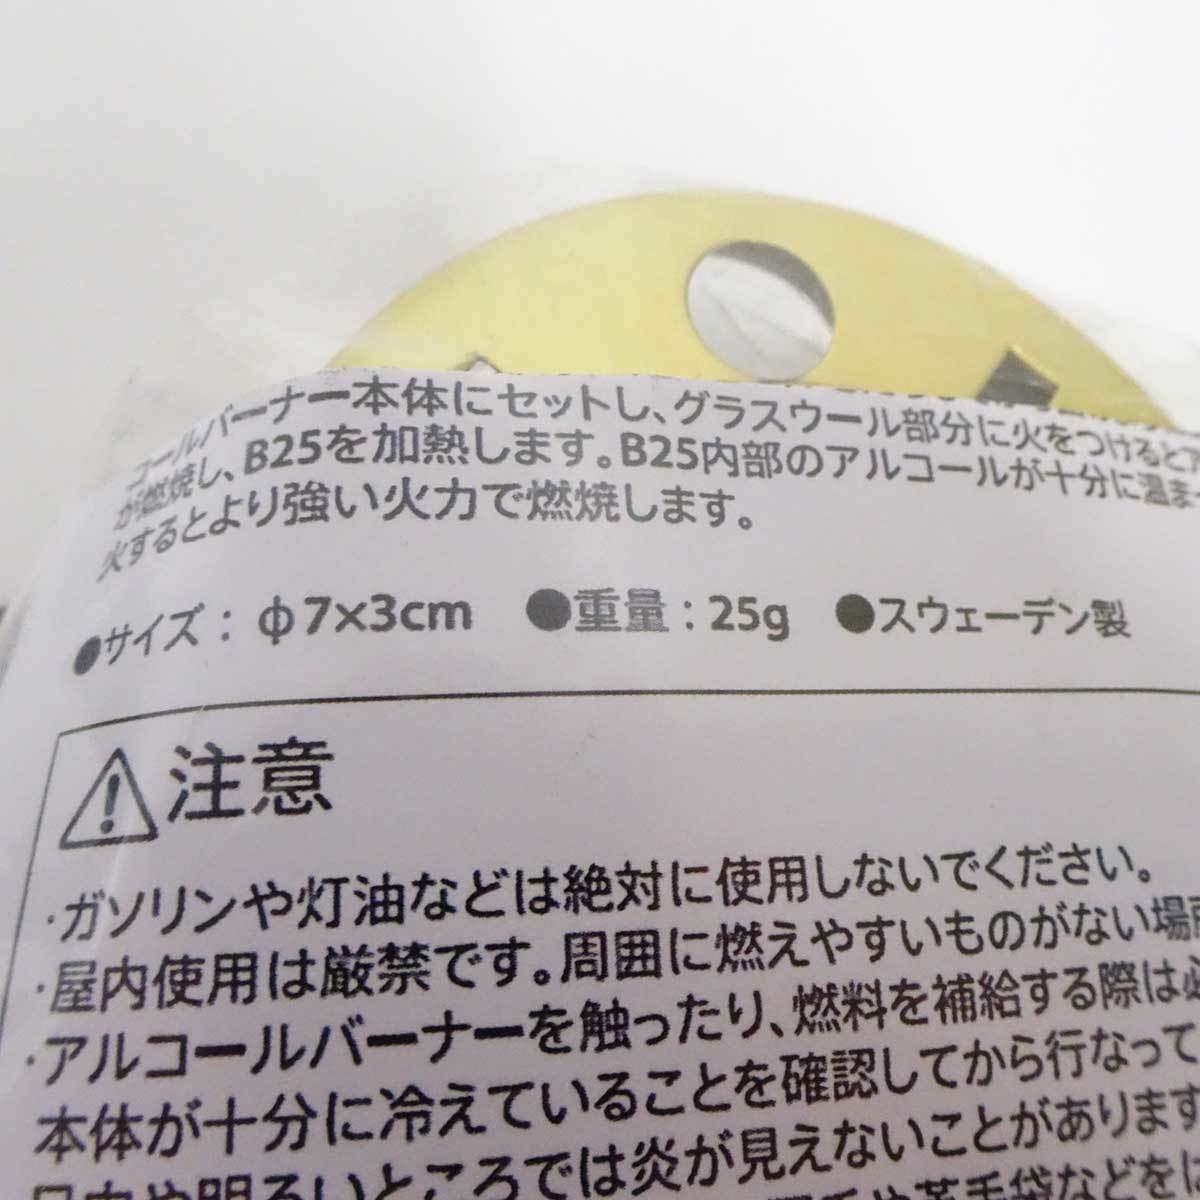 コールバーナー本体にセットし、グラスウール部分に火をつけるとア
が燃焼し、B25を加熱します。B25内部のアルコールが十分に温ま
火するとより強い火力で燃焼します。
●サイズ：φ7×3cm ●重量：25g ●スウェーデン製
注意
・ガソリンや灯油などは絶対に使用しないでください。
・屋内使用は厳禁です。周囲に燃えやすいものがない場所
・アルコールバーナーを触ったり、燃料を補給する際は必
本体が十分に冷えていることを確認してから行なって
日中や明るいところでは炎が見えないことがあります
革手袋などを